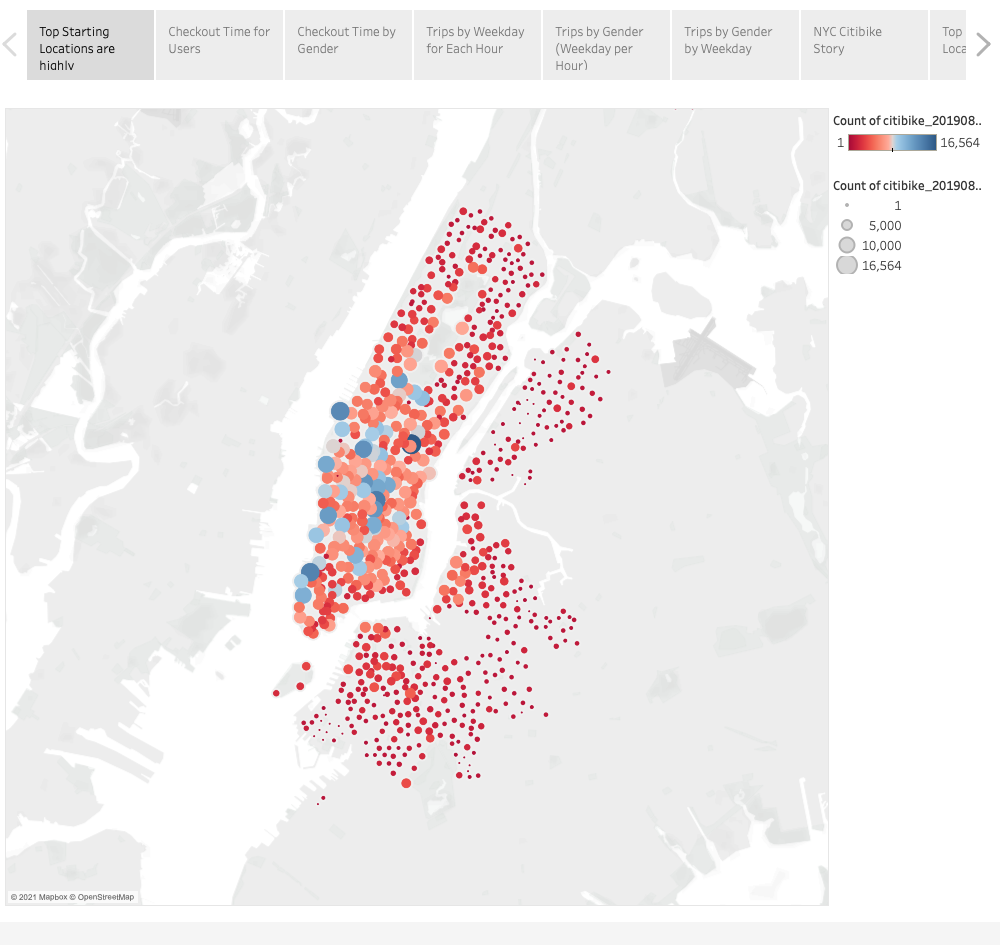 Top Starting
Locations are
highly
Checkout Time for
Users
Checkout Time by
Gender
Trips by Weekday
for Each Hour
Trips by Gender
(Weekday per
Hour)
Trips by Gender
by Weekday
NYC Citibike
Story
Top
Loca
Count of citibike_201908..
1
16,564
Count of citibike_201908..
1
5,000
10,000
16,564
© 2021 Mapbox © OpenStreetMap